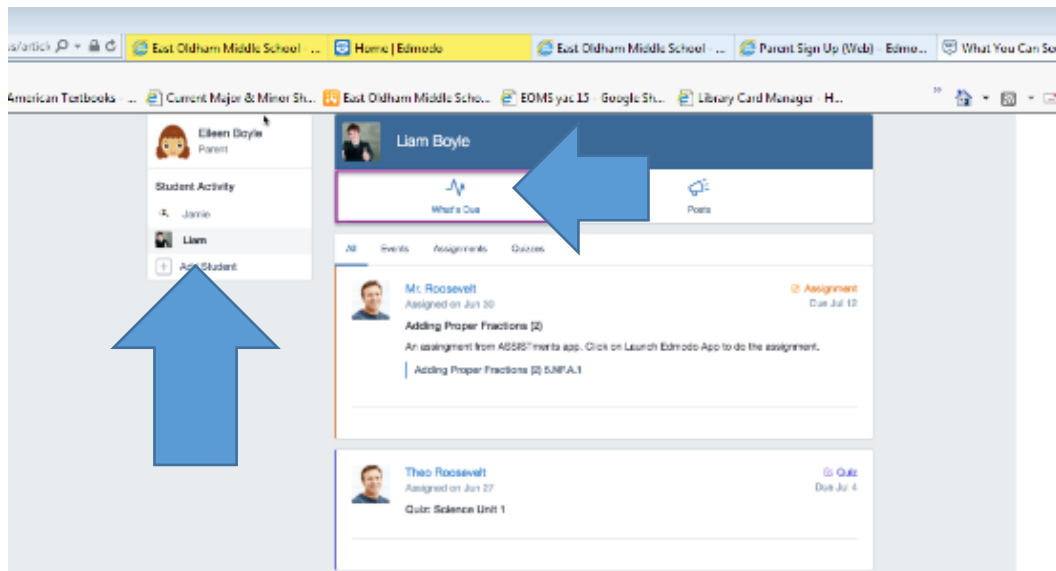 East Oldham Middle School - ...
Home | Edmodo
East Oldham Middle School - ...
Parent Sign Up (Web) - Edmo...
What You Can Se
American Textbooks - ...
Current Major & Minor Sh...
East Oldham Middle Scho...
EOMS yac 15 - Google Sh...
Library Card Manager - H...
Eileen Boyle
Parent
Student Activity
Jamie
Liam
Add Student
Liam Boyle
What's Due
Posts
All Events Assignments Quizzes
Mr. Roosevelt
Assignment
Assigned on Jun 30
Due Jul 12
Adding Proper Fractions (2)
An assingment from ASSISTments app. Click on Launch Edmodo App to do the assignment.
Adding Proper Fractions (2) 5.NF.A.1
Theo Roosevelt
Quiz
Assigned on Jun 27
Due Jul 4
Quiz: Science Unit 1